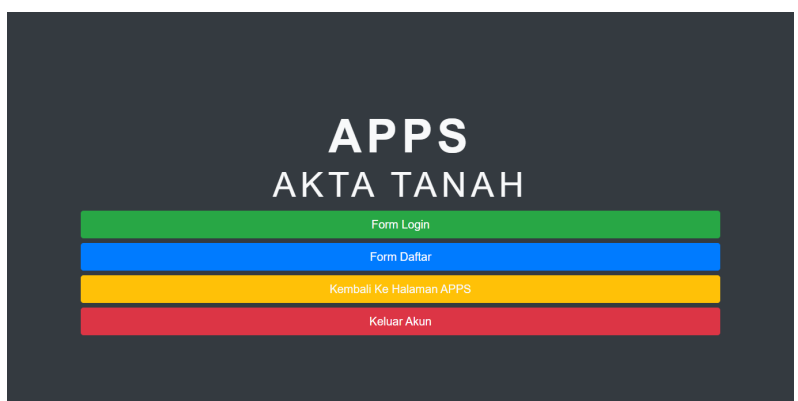 APPS
AKTA TANAH
Form Login
Form Daftar
Kembali Ke Halaman APPS
Keluar Akun